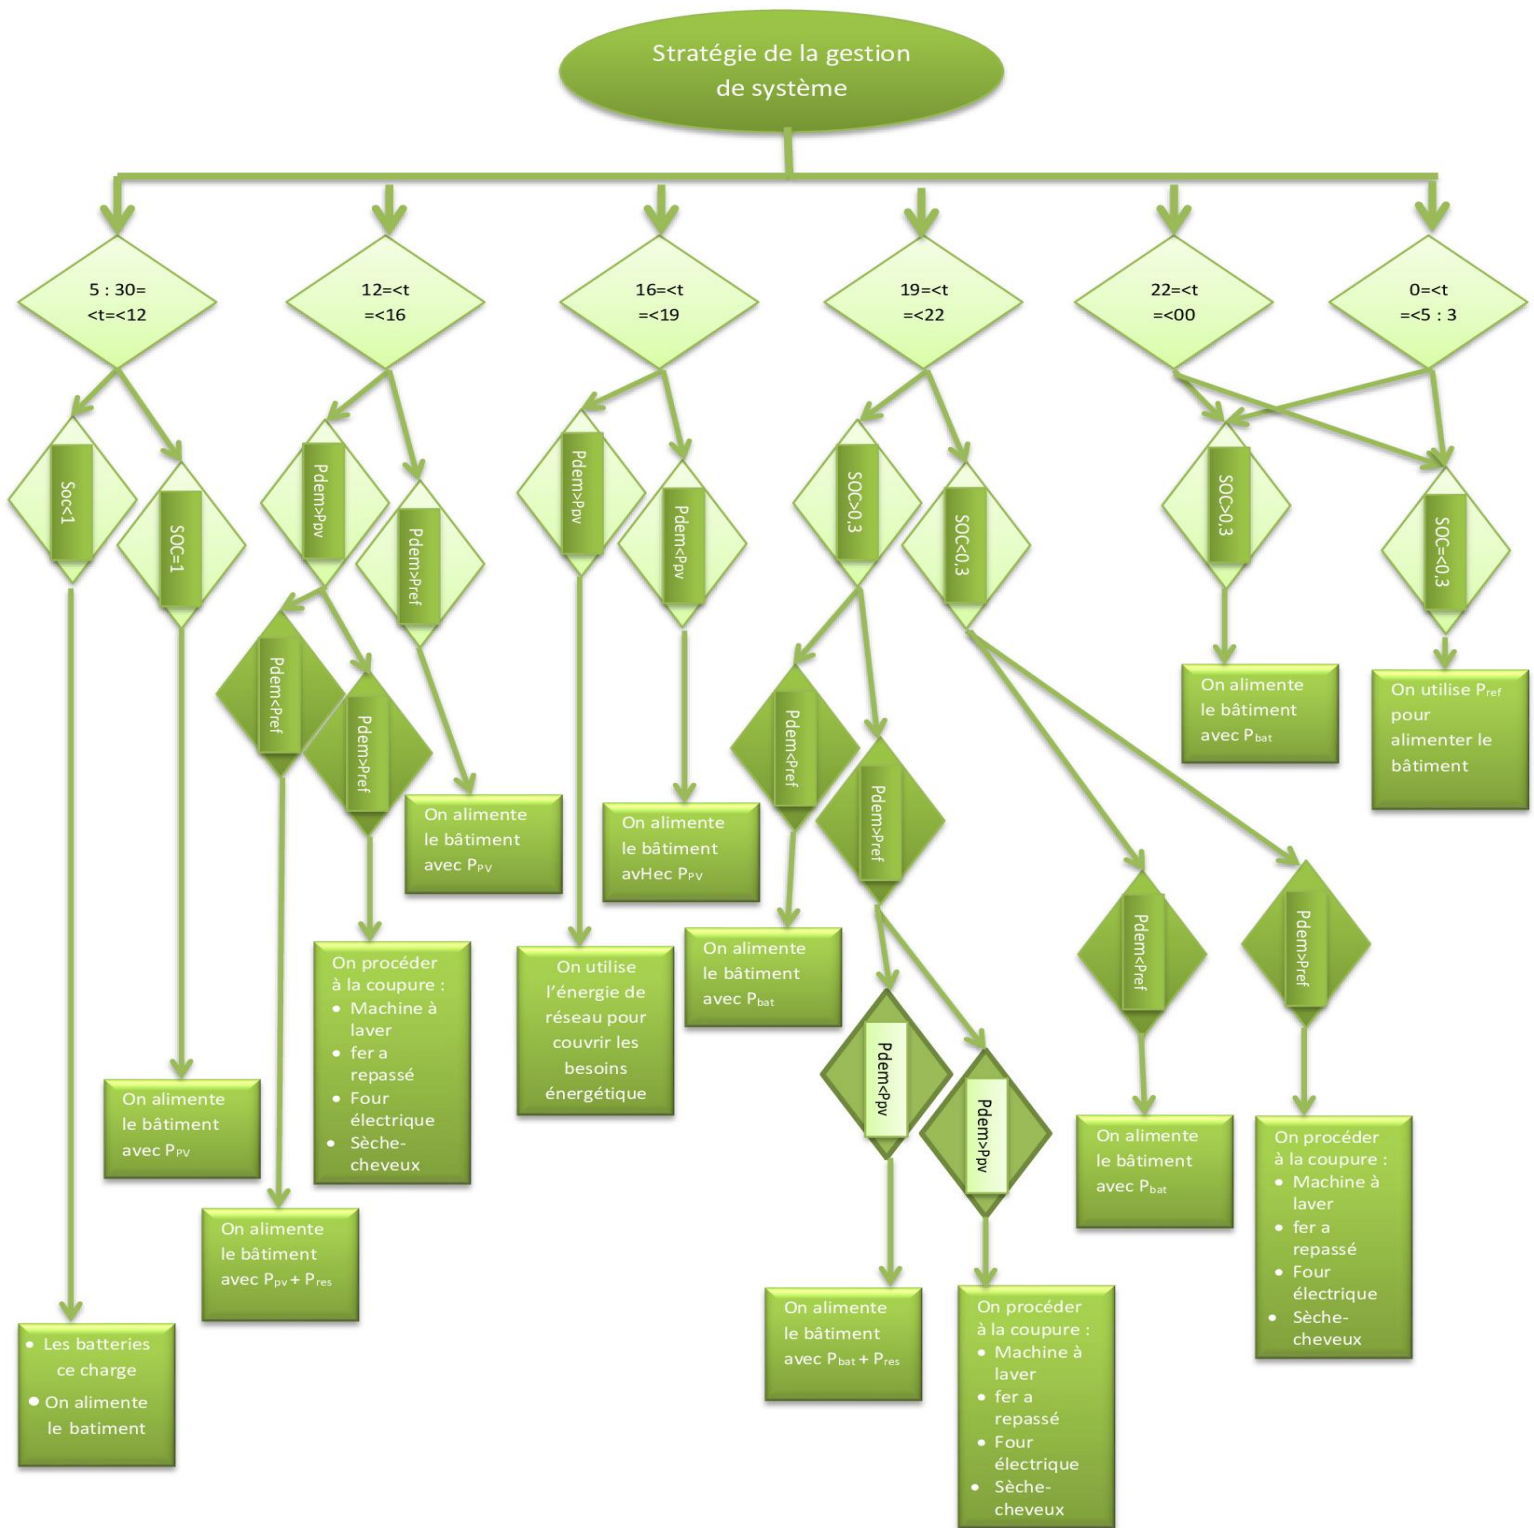 Stratégie de la gestion
de système
5 : 30=
<t=<12
12=<t
=<16
16=<t
=<19
19=<t
=<22
22=<t
=<00
0=<t
=<5 : 3
Soc<1
SOC=1
Pdem>Ppv
Pdem>Pref
Pdem>Ppv
Pdem<Ppv
SOC>0,3
SOC<0,3
SOC>0,3
SOC=<0,3
Pdem<Pref
Pdem>Pref
Pdem<Pref
Pdem>Pref
Pdem<Pref
Pdem>Pref
Pdem<Ppv
Pdem>Ppv
On alimente
le bâtiment
avec Pbat
On utilise Pref
pour
alimenter le
bâtiment
On alimente
le bâtiment
avec PPV
On alimente
le bâtiment
avHec PPV
On procéder
à la coupure :
• Machine à
laver
• fer a
repassé
• Four
électrique
• Sèche-
cheveux
On utilise
l’énergie de
réseau pour
couvrir les
besoins
énergétique
On alimente
le bâtiment
avec Pbat
On alimente
le bâtiment
avec PPV
On alimente
le bâtiment
avec Pbat
On procéder
à la coupure :
• Machine à
laver
• fer a
repassé
• Four
électrique
• Sèche-
cheveux
On alimente
le bâtiment
avec Ppv + Pres
On alimente
le bâtiment
avec Pbat + Pres
On procéder
à la coupure :
• Machine à
laver
• fer a
repassé
• Four
électrique
• Sèche-
cheveux
• Les batteries
ce charge
• On alimente
le batiment